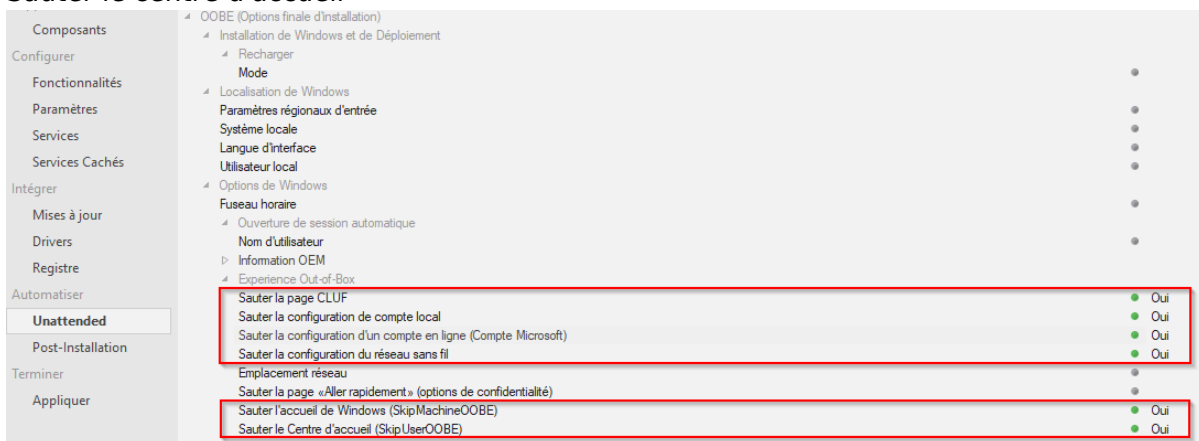 Sauter le centre d'accueil
Composants
Configurer
Fonctionnalités
Paramètres
Services
Services Cachés
Intégrer
Mises à jour
Drivers
Registre
Automatiser
Unattended
Post-Installation
Terminer
Appliquer
OOBE (Options finale d'installation)
Installation de Windows et de Déploiement
Recharger
Mode
Localisation de Windows
Paramètres régionaux d'entrée
Système locale
Langue d'interface
Utilisateur local
Options de Windows
Fuseau horaire
Ouverture de session automatique
Nom d'utilisateur
Information OEM
Experience Out-of-Box
Sauter la page CLUF Oui
Sauter la configuration de compte local Oui
Sauter la configuration d'un compte en ligne (Compte Microsoft) Oui
Sauter la configuration du réseau sans fil Oui
Emplacement réseau
Sauter la page «Aller rapidement» (options de confidentialité)
Sauter l'accueil de Windows (SkipMachineOOBE) Oui
Sauter le Centre d'accueil (SkipUserOOBE) Oui